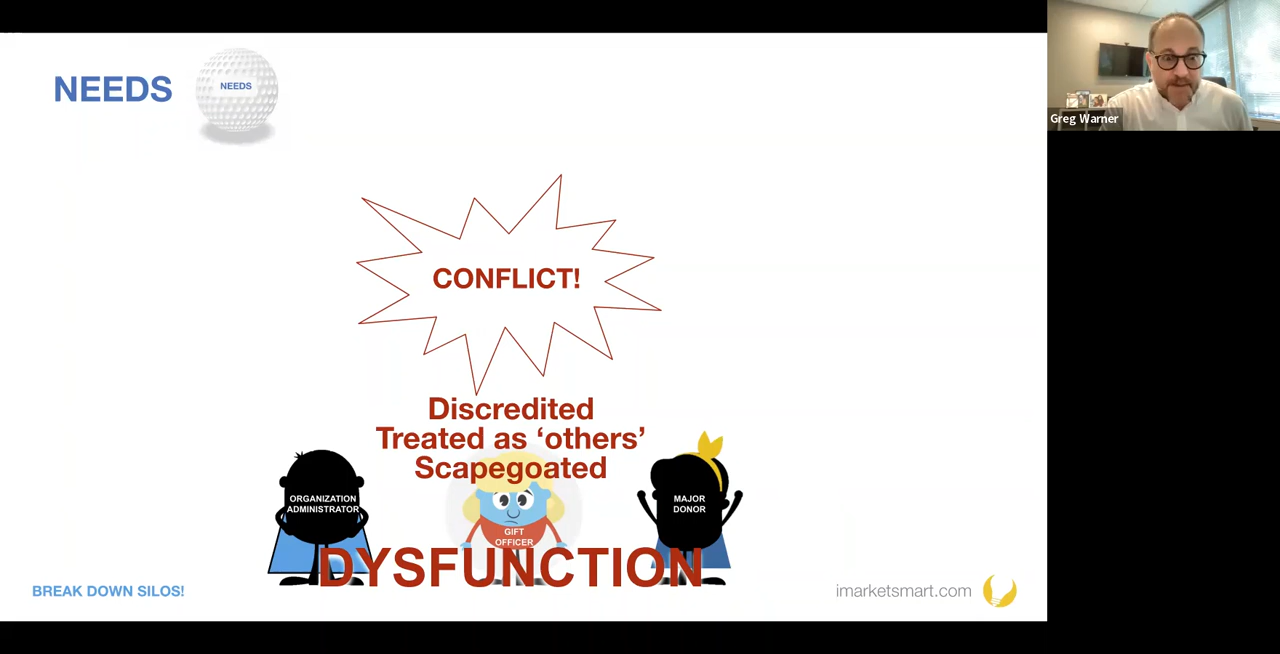 NEEDS
NEEDS
Greg Warner
CONFLICT!
Discredited
Treated as ‘others’
Scapegoated
ORGANIZATION
ADMINISTRATOR
GIFT
OFFICER
MAJOR
DONOR
DYSFUNCTION
BREAK DOWN SILOS!
imarketsmart.com